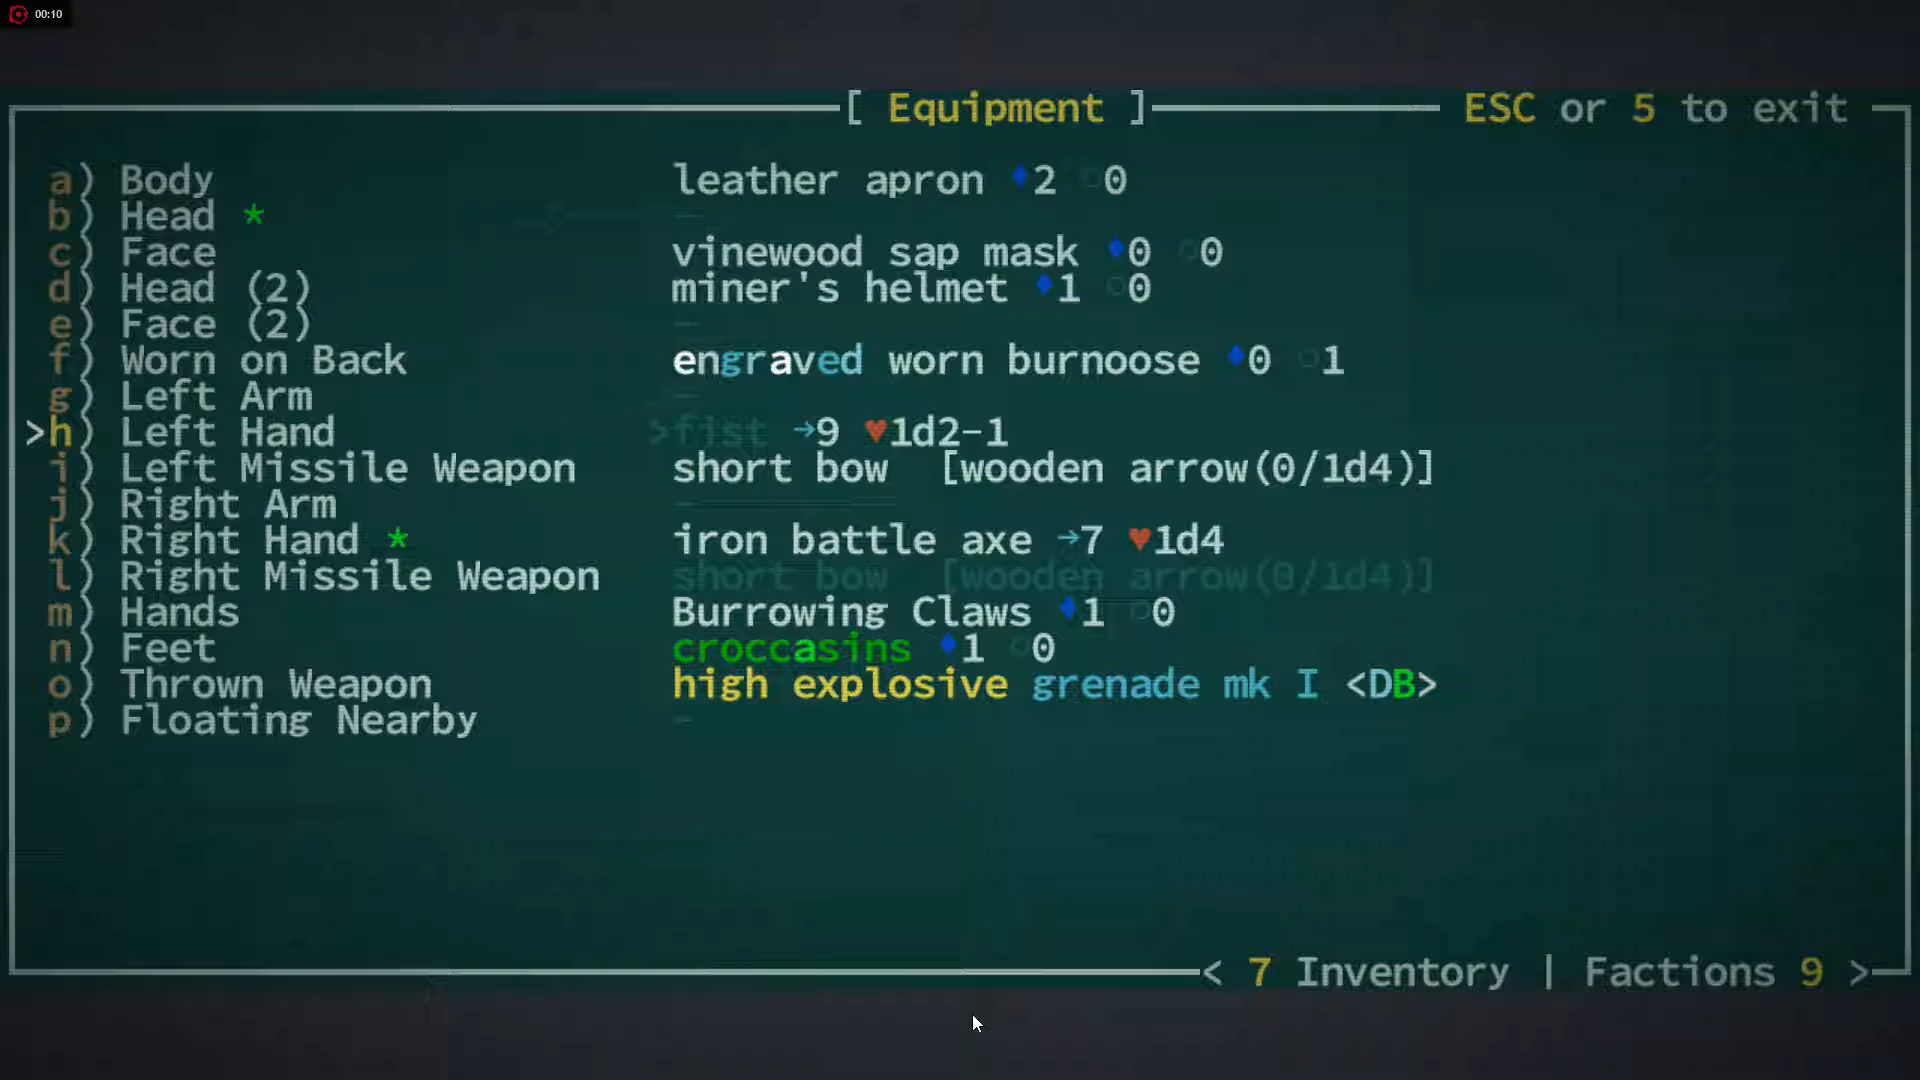 00:10
[ Equipment ] ESC or 5 to exit
a) Body leather apron ♦2 ○0
b) Head * -
c) Face vinewood sap mask ♦0 ○0
d) Head (2) miner's helmet ♦1 ○0
e) Face (2) -
f) Worn on Back engraved worn burnoose ♦0 ○1
g) Left Arm -
>h) Left Hand >fist →9 ♥1d2-1
i) Left Missile Weapon short bow [wooden arrow(0/1d4)]
j) Right Arm -
k) Right Hand * iron battle axe →7 ♥1d4
l) Right Missile Weapon short bow [wooden arrow(0/1d4)]
m) Hands Burrowing Claws ♦1 ○0
n) Feet croccasins ♦1 ○0
o) Thrown Weapon high explosive grenade mk I <DB>
p) Floating Nearby -
< 7 Inventory | Factions 9 >